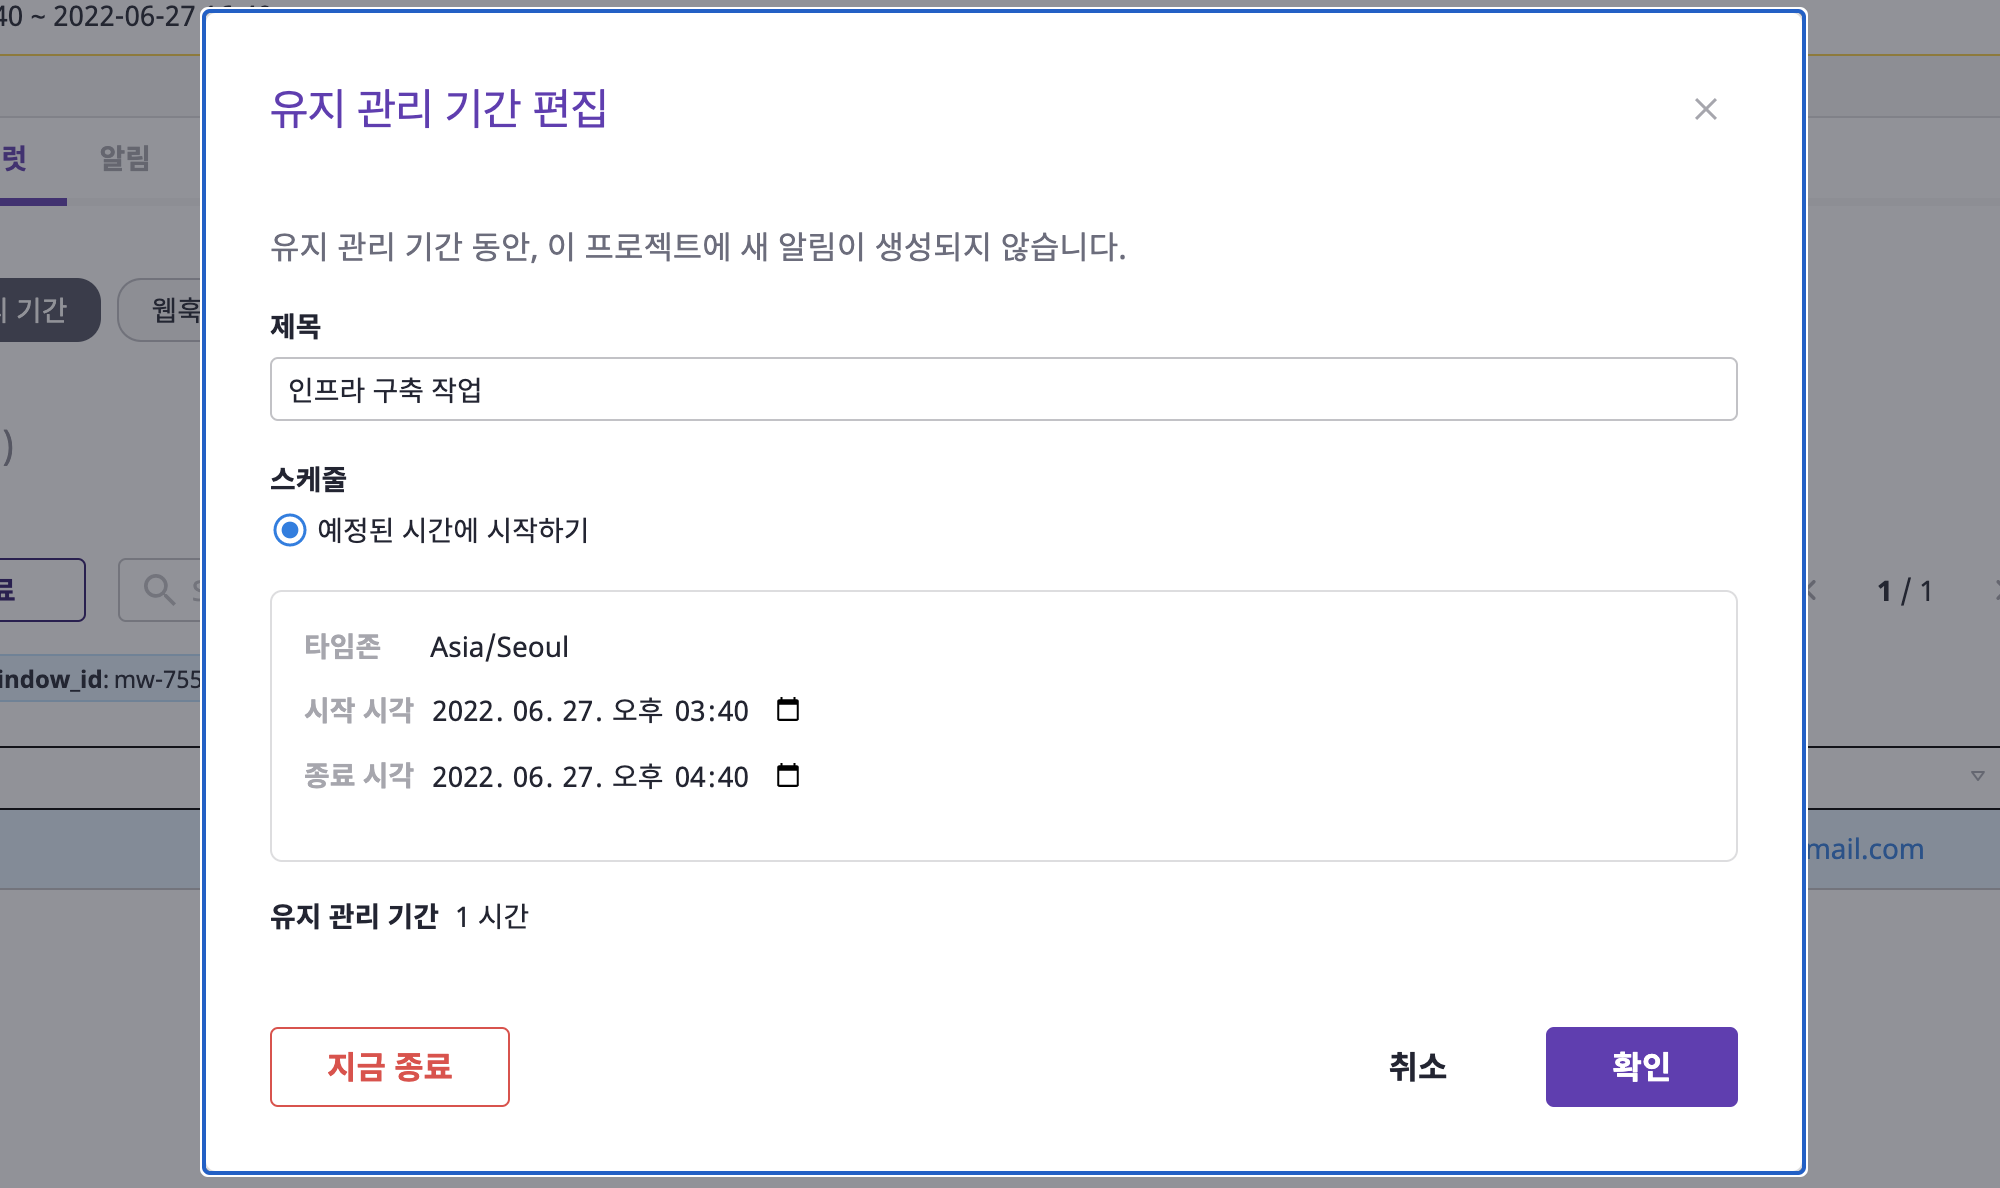 40 ~ 2022-06-27
유지 관리 기간 편집
럿 알림
유지 관리 기간 동안, 이 프로젝트에 새 알림이 생성되지 않습니다.
기간 웹훅
제목
인프라 구축 작업
)
스케줄
예정된 시간에 시작하기
료
1 / 1
타임존 Asia/Seoul
indow_id: mw-755
시작 시각 2022. 06. 27. 오후 03:40
종료 시각 2022. 06. 27. 오후 04:40
mail.com
유지 관리 기간 1 시간
지금 종료 취소 확인